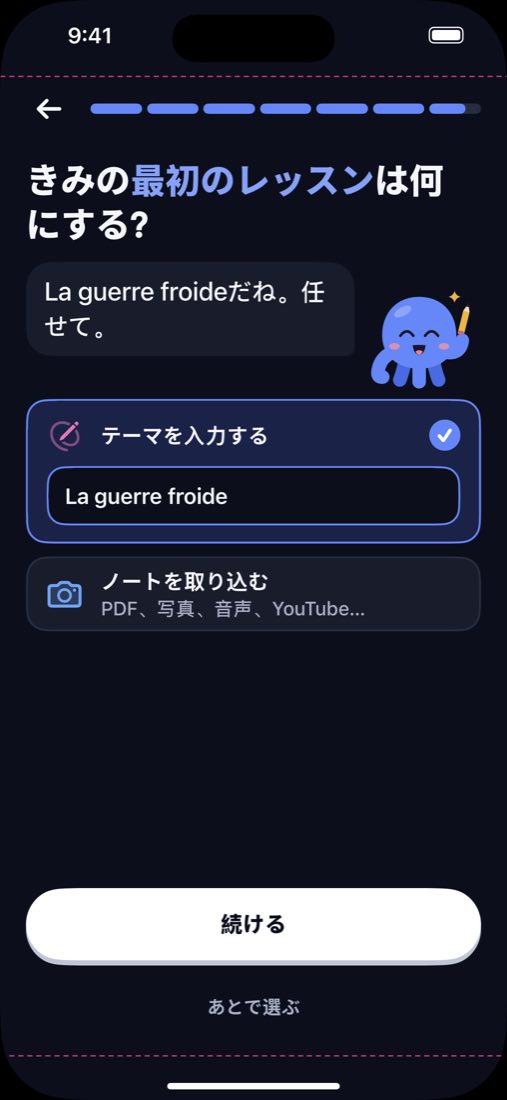 9:41
きみの最初のレッスンは何
にする?
La guerre froideだね。任
せて。
テーマを入力する
La guerre froide
ノートを取り込む
PDF、写真、音声、YouTube...
続ける
あとで選ぶ